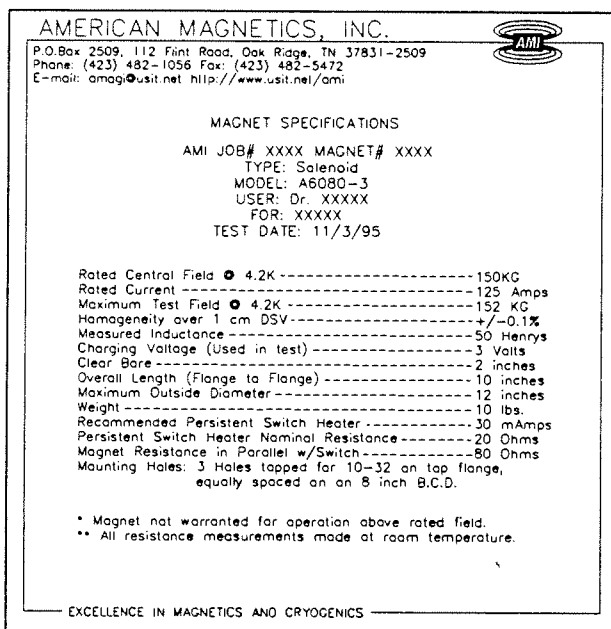 AMERICAN MAGNETICS, INC.
AMI
P.O.Box 2509, 112 Flint Road, Oak Ridge, TN 37831-2509
Phone: (423) 482-1056 Fax: (423) 482-5472
E-mail: amagi@usit.net http://www.usit.net/ami
MAGNET SPECIFICATIONS
AMI JOB# XXXX MAGNET# XXXX
TYPE: Solenoid
MODEL: A6080-3
USER: Dr. XXXXX
FOR: XXXXX
TEST DATE: 11/3/95
Rated Central Field @ 4.2K ---------------------- 150KG
Rated Current ---------------------- 125 Amps
Maximum Test Field @ 4.2K ---------------------- 152 KG
Homogeneity over 1 cm DSV ---------------------- +/-0.1%
Measured Inductance ---------------------- 50 Henrys
Charging Voltage (Used in test) ---------------------- 3 Volts
Clear Bore ---------------------- 2 inches
Overall Length (Flange to Flange) ---------------------- 10 inches
Maximum Outside Diameter ---------------------- 12 inches
Weight ---------------------- 10 lbs.
Recommended Persistent Switch Heater ---------------------- 30 mAmps
Persistent Switch Heater Nominal Resistance -------- 20 Ohms
Magnet Resistance in Parallel w/Switch ---------------------- 80 Ohms
Mounting Holes: 3 Holes tapped for 10-32 on top flange,
equally spaced on an 8 inch B.C.D.
* Magnet not warranted for operation above rated field.
** All resistance measurements made at room temperature.
EXCELLENCE IN MAGNETICS AND CRYOGENICS